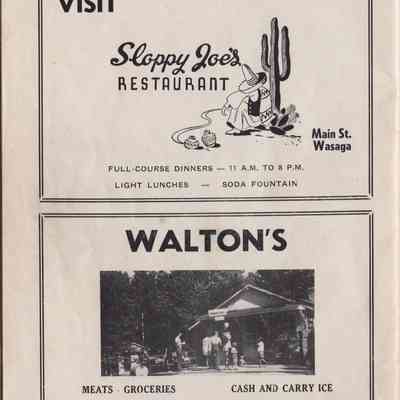 VISIT
Sloppy Joe's
RESTAURANT
Main St.
Wasaga
FULL-COURSE DINNERS — 11 A.M. TO 8 P.M.
LIGHT LUNCHES — SODA FOUNTAIN
WALTON'S
MEATS - GROCERIES CASH AND CARRY ICE